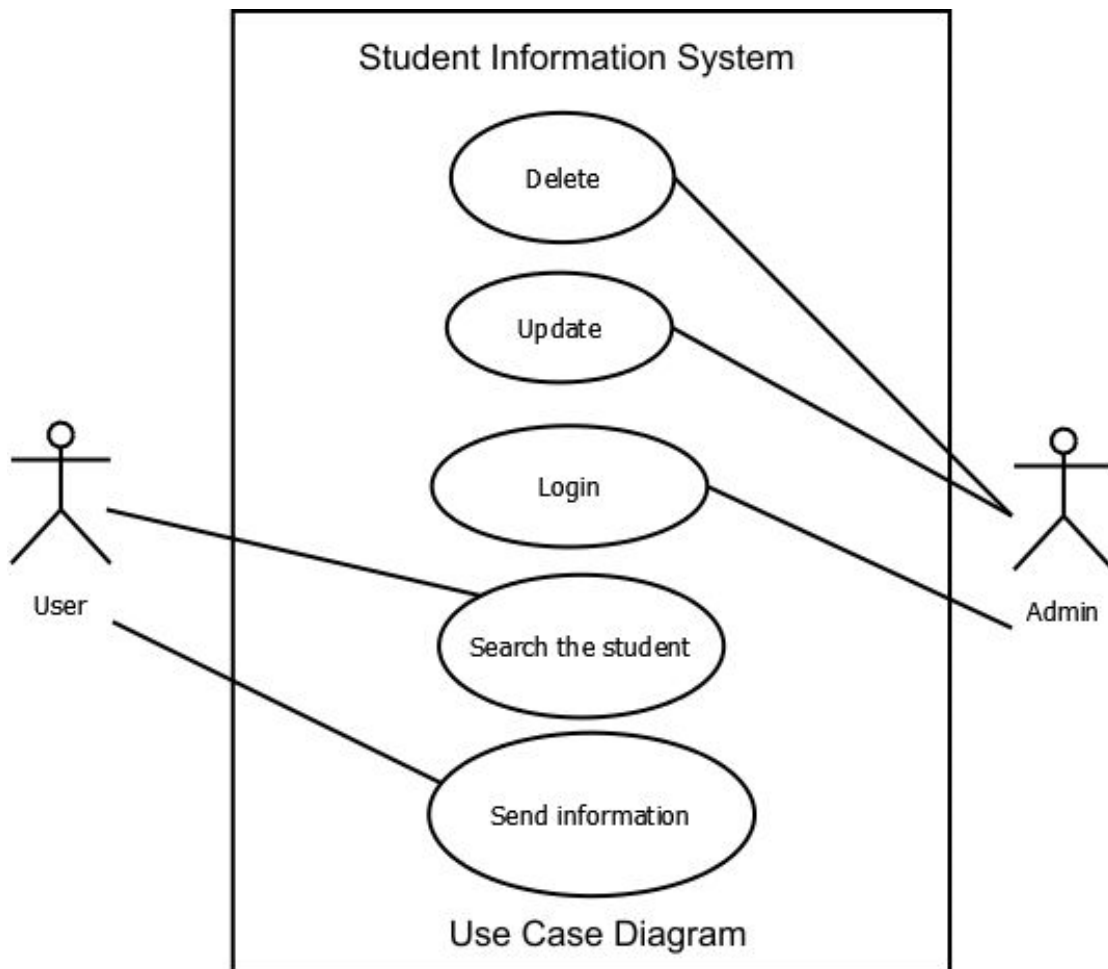 Student Information System
Delete
Update
Login
User
Admin
Search the student
Send information
Use Case Diagram